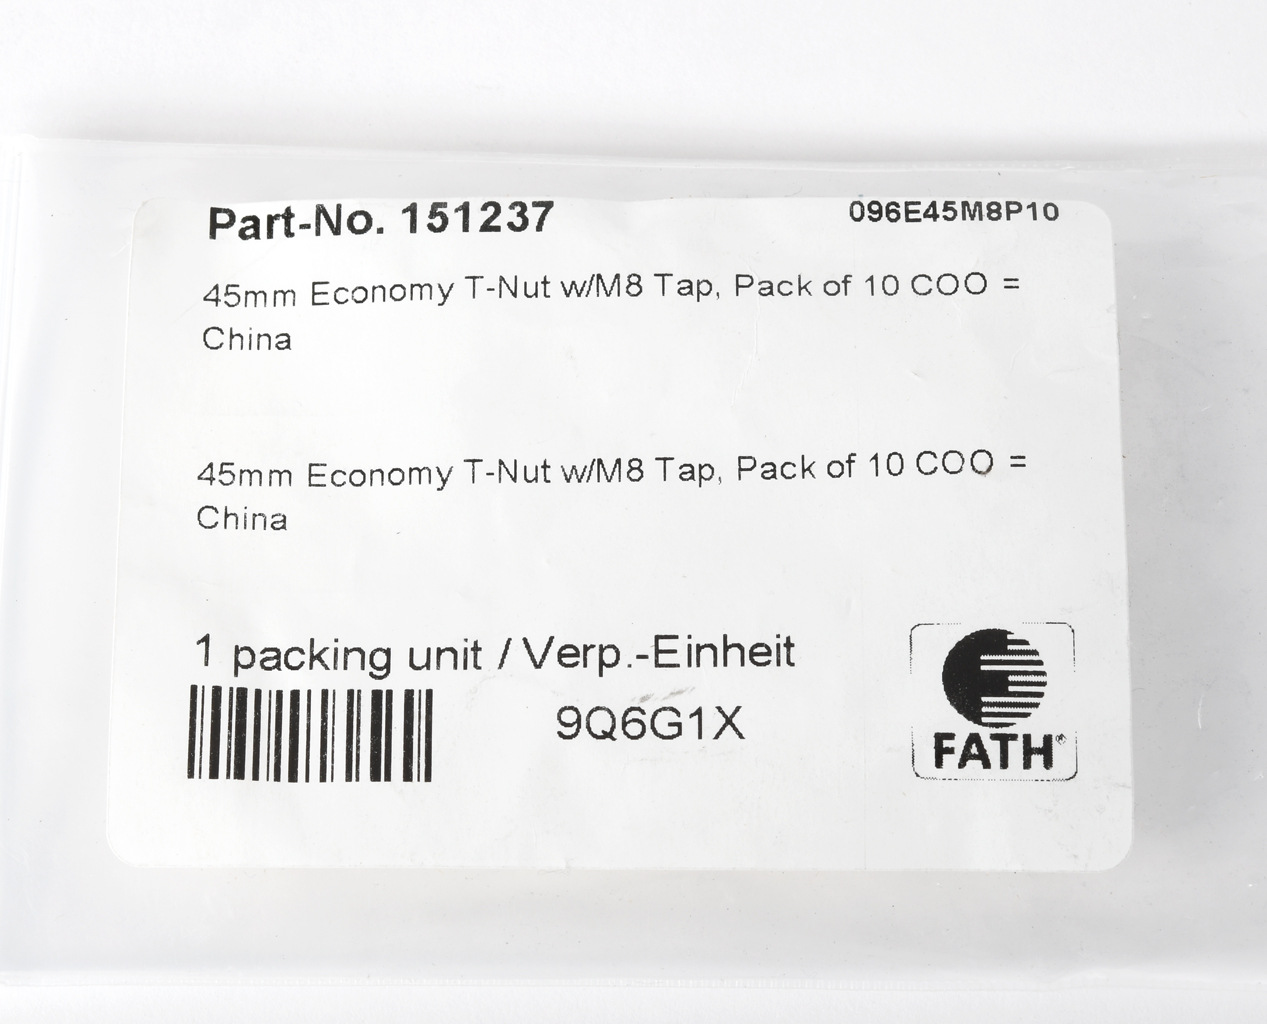 Part-No. 151237
096E45M8P10
45mm Economy T-Nut w/M8 Tap, Pack of 10 COO =
China
45mm Economy T-Nut w/M8 Tap, Pack of 10 COO =
China
1 packing unit / Verp.-Einheit
9Q6G1X
FATH®